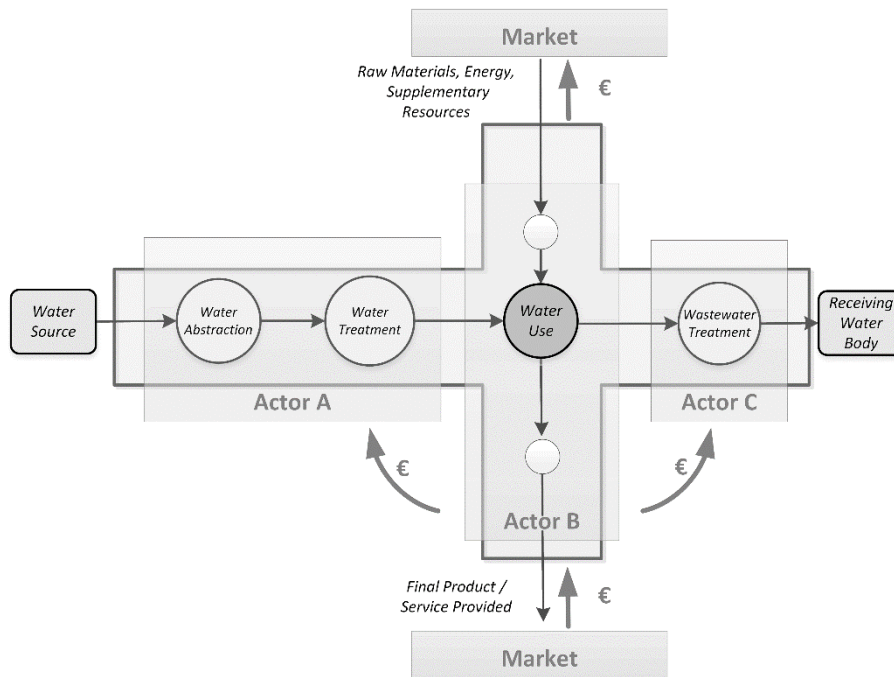 Market
Raw Materials, Energy,
Supplementary
Resources
€
Water
Source
Water
Abstraction
Water
Treatment
Water
Use
Wastewater
Treatment
Receiving
Water
Body
Actor A
Actor C
€
€
Actor B
Final Product /
Service Provided
€
Market